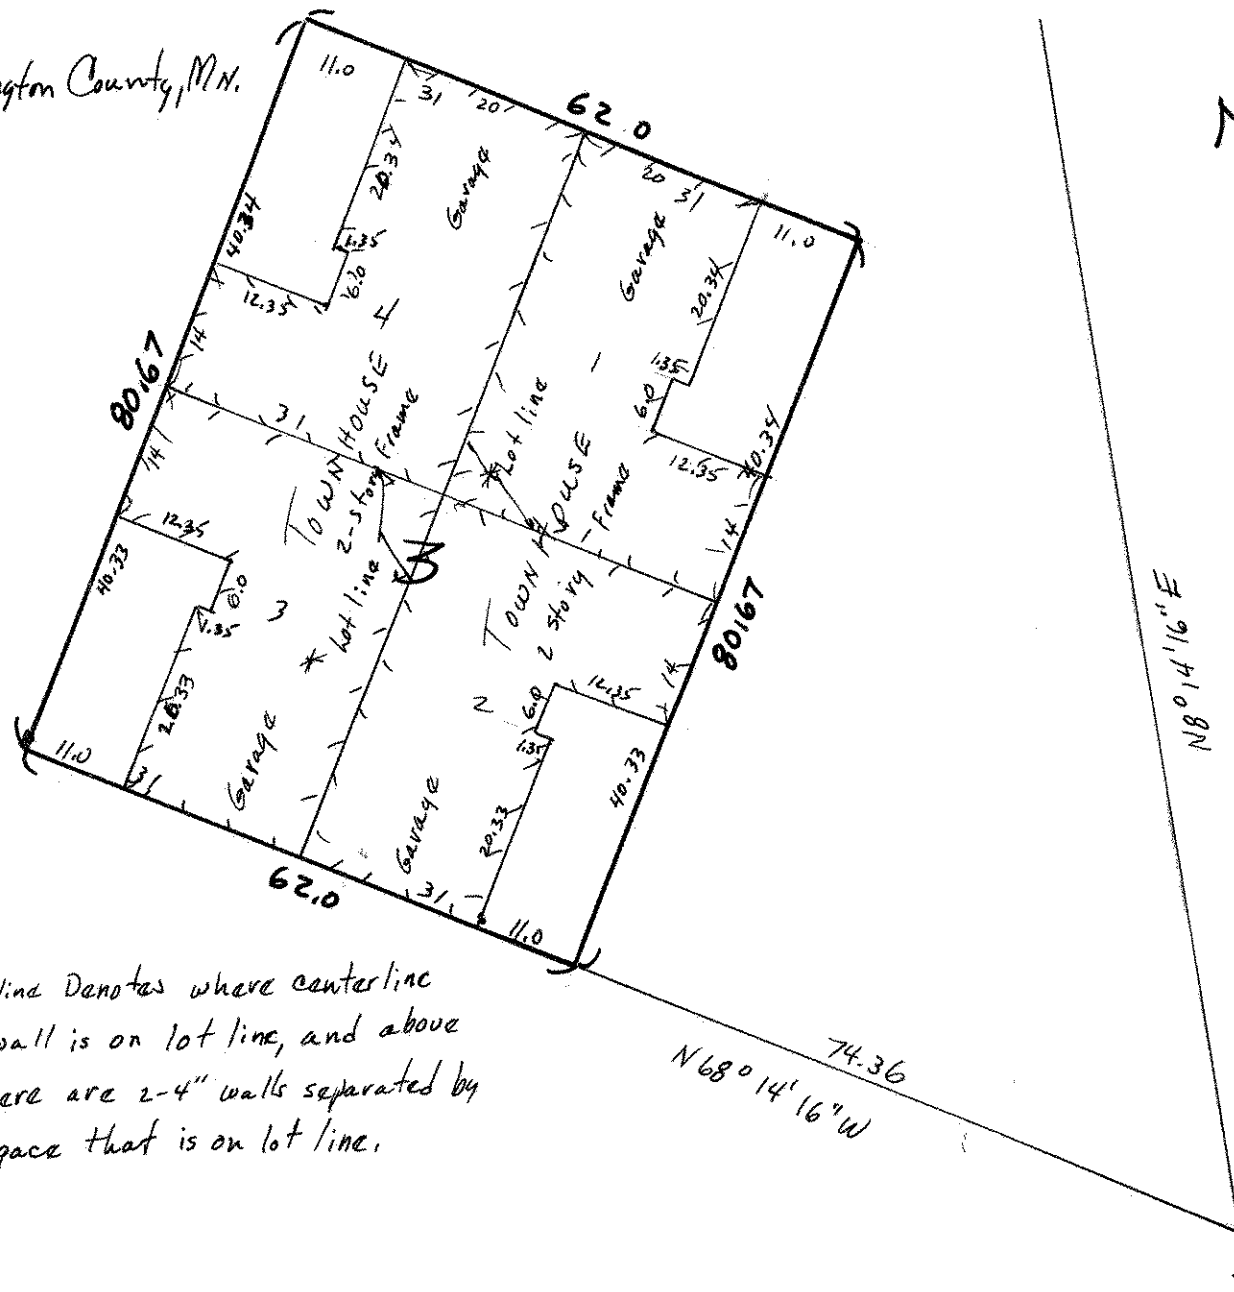 gton County, MN.
62.0
11.0
31
20
20
31
11.0
20.34
Garage
Garage
20.34
40.34
1.35
6.0
12.35
1.35
6.0
12.35
40.34
80.67
14
4
1
14
31
TOWN HOUSE
2-story Frame
* Lot line
14
12.35
40.33
6.0
1.35
3
* Lot line
3
TOWN HOUSE
2 story - Frame
80.67
14
12.35
6.0
1.35
2
20.33
Garage
Garage
20.33
40.33
11.0
31
62.0
31
11.0
N8°14'16"E
74.36
N68°14'16"W
line Denotes where centerline
wall is on lot line, and above
ere are 2-4" walls separated by
pace that is on lot line.